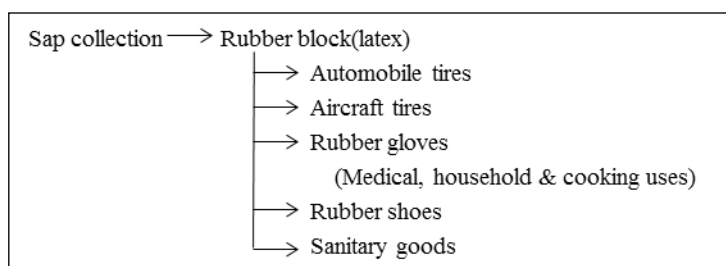 Sap collection → Rubber block(latex)
Automobile tires
Aircraft tires
Rubber gloves
(Medical, household & cooking uses)
Rubber shoes
Sanitary goods